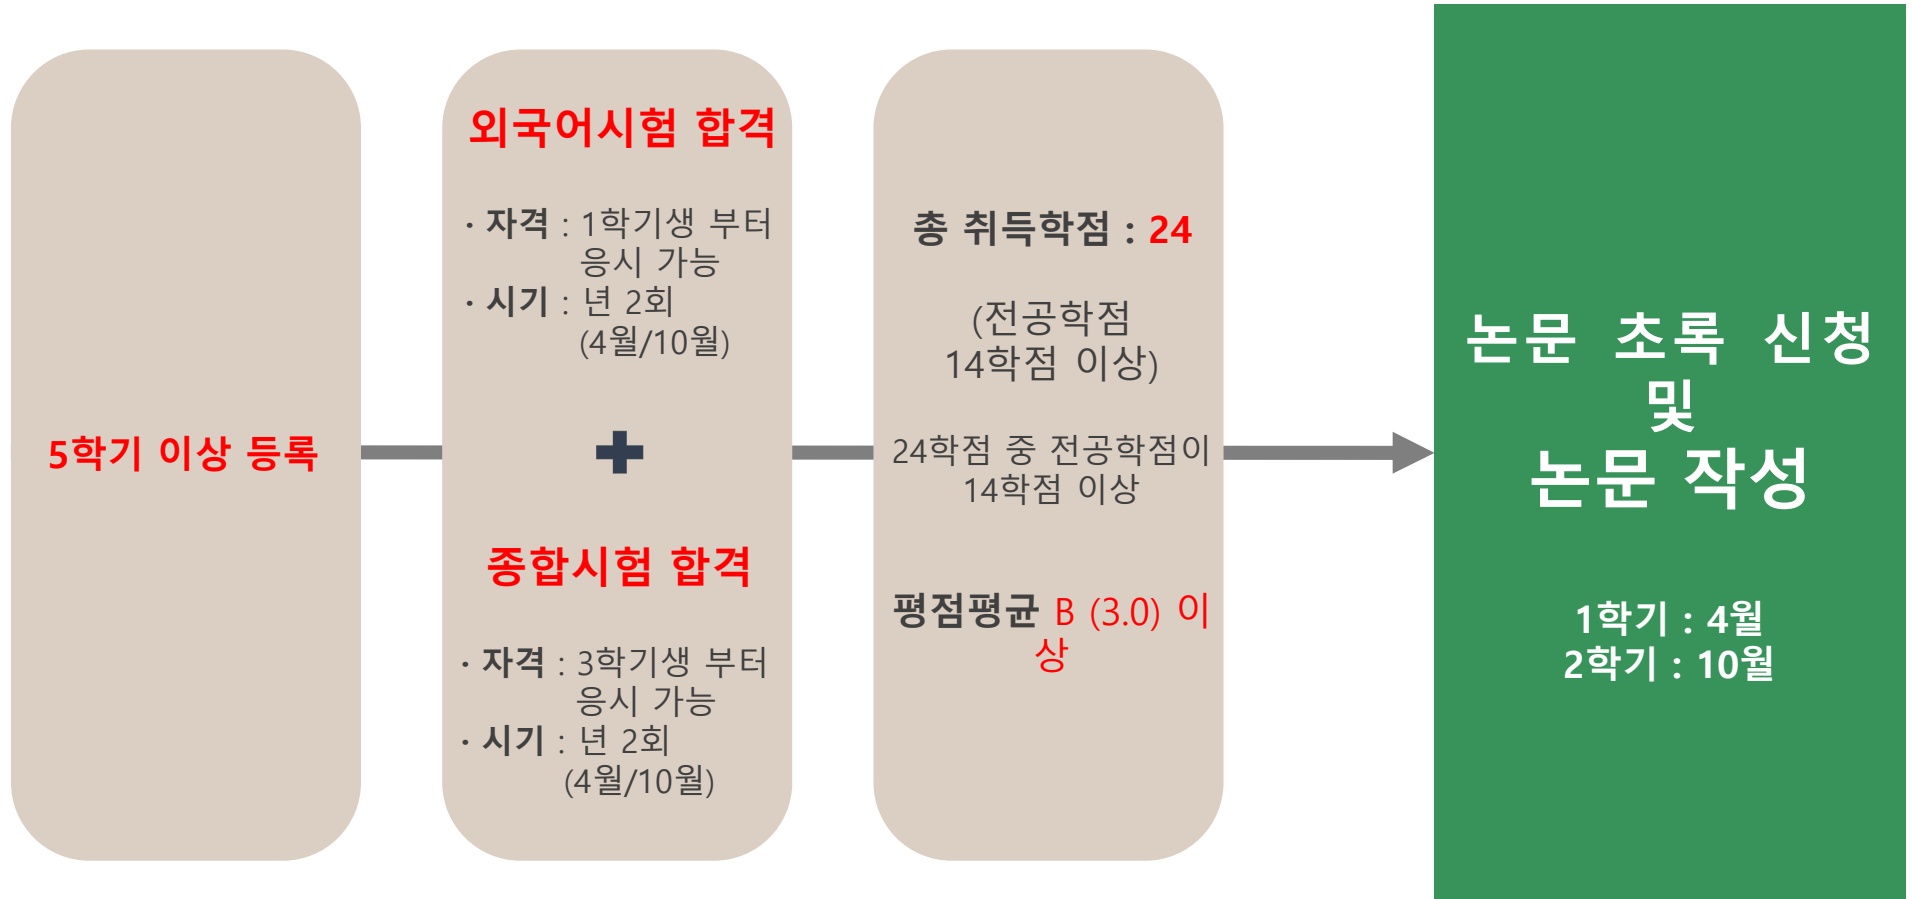 5학기 이상 등록
외국어시험 합격
· 자격 : 1학기생 부터
응시 가능
· 시기 : 년 2회
(4월/10월)
종합시험 합격
· 자격 : 3학기생 부터
응시 가능
· 시기 : 년 2회
(4월/10월)
총 취득학점 : 24
(전공학점
14학점 이상)
24학점 중 전공학점이
14학점 이상
평점평균 B (3.0) 이
상
논문 초록 신청
및
논문 작성
1학기 : 4월
2학기 : 10월